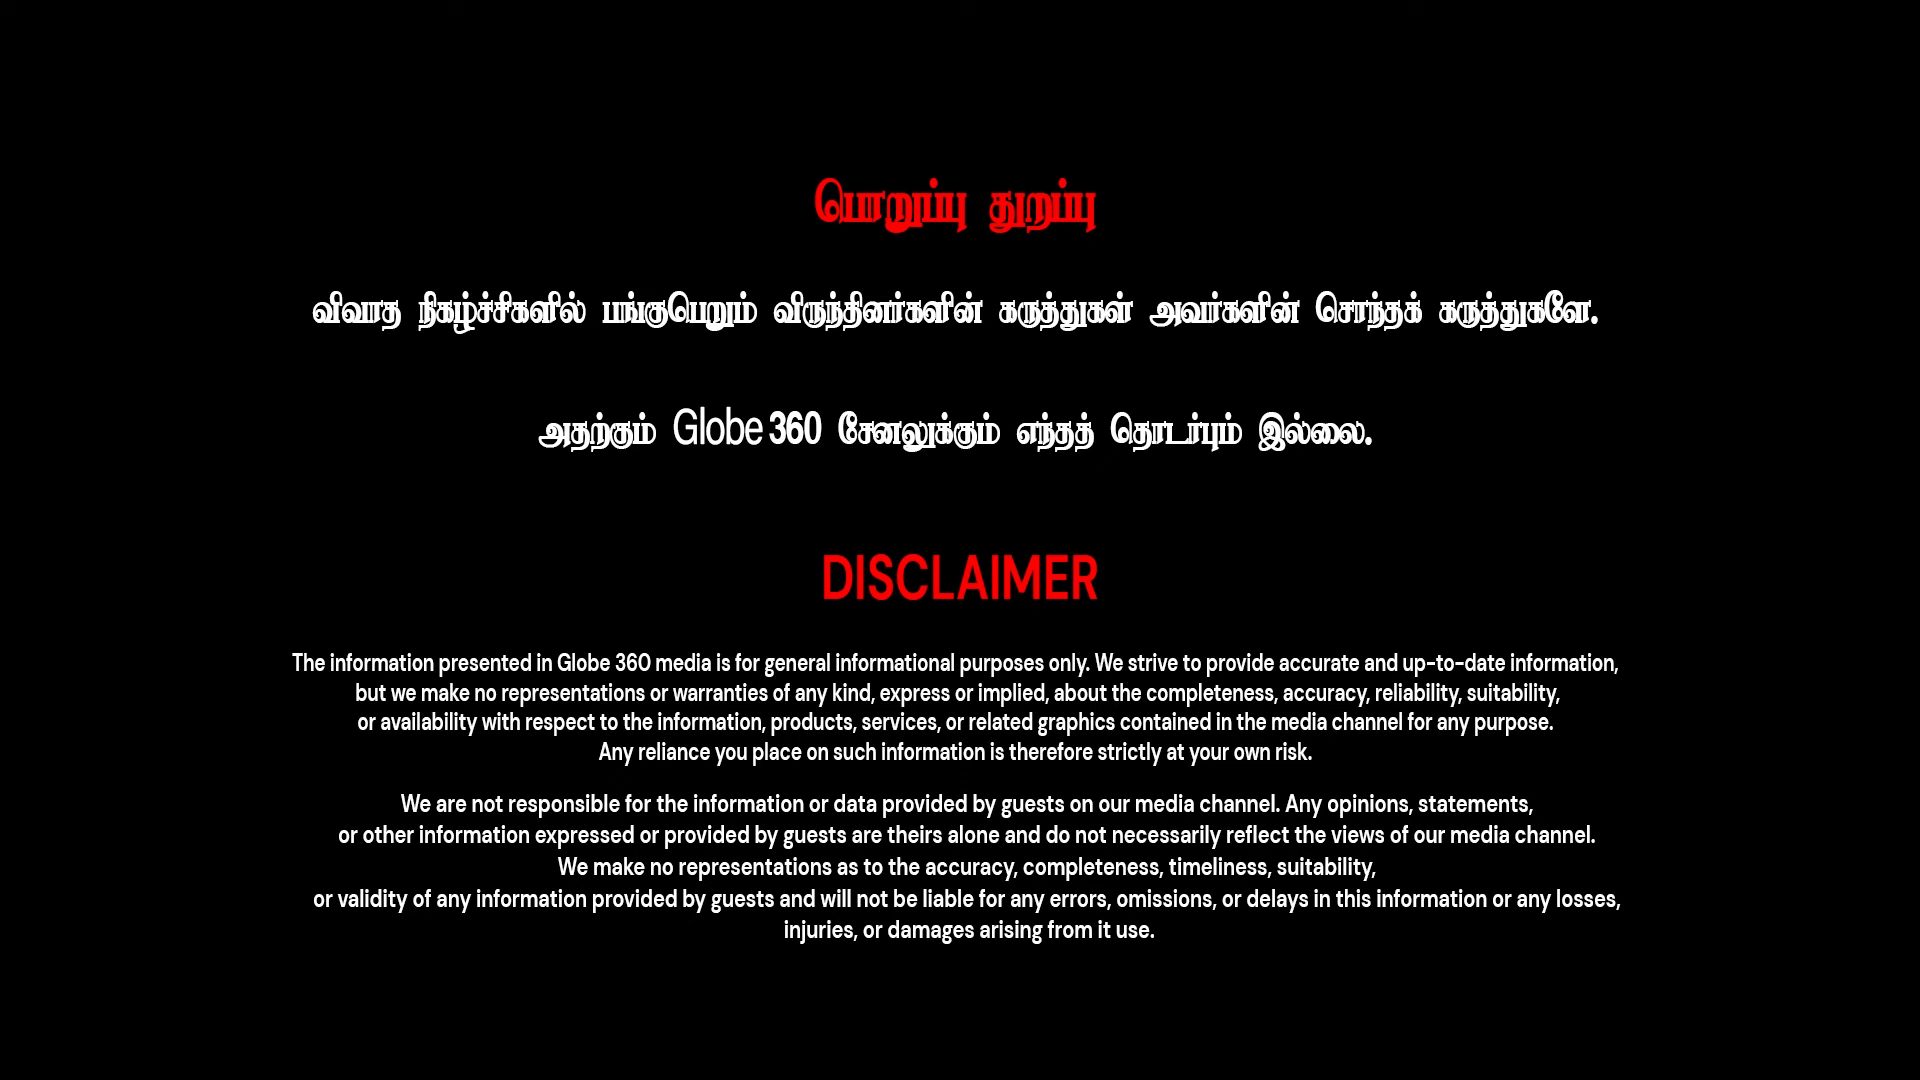 பொறுப்பு துறப்பு
விவாத நிகழ்ச்சிகளில் பங்குபெறும் விருந்தினர்களின் கருத்துகள் அவர்களின் சொந்தக் கருத்துகளே.
அதற்கும் Globe 360 சேனலுக்கும் எந்தத் தொடர்பும் இல்லை.
DISCLAIMER
The information presented in Globe 360 media is for general informational purposes only. We strive to provide accurate and up-to-date information,
but we make no representations or warranties of any kind, express or implied, about the completeness, accuracy, reliability, suitability,
or availability with respect to the information, products, services, or related graphics contained in the media channel for any purpose.
Any reliance you place on such information is therefore strictly at your own risk.
We are not responsible for the information or data provided by guests on our media channel. Any opinions, statements,
or other information expressed or provided by guests are theirs alone and do not necessarily reflect the views of our media channel.
We make no representations as to the accuracy, completeness, timeliness, suitability,
or validity of any information provided by guests and will not be liable for any errors, omissions, or delays in this information or any losses,
injuries, or damages arising from it use.